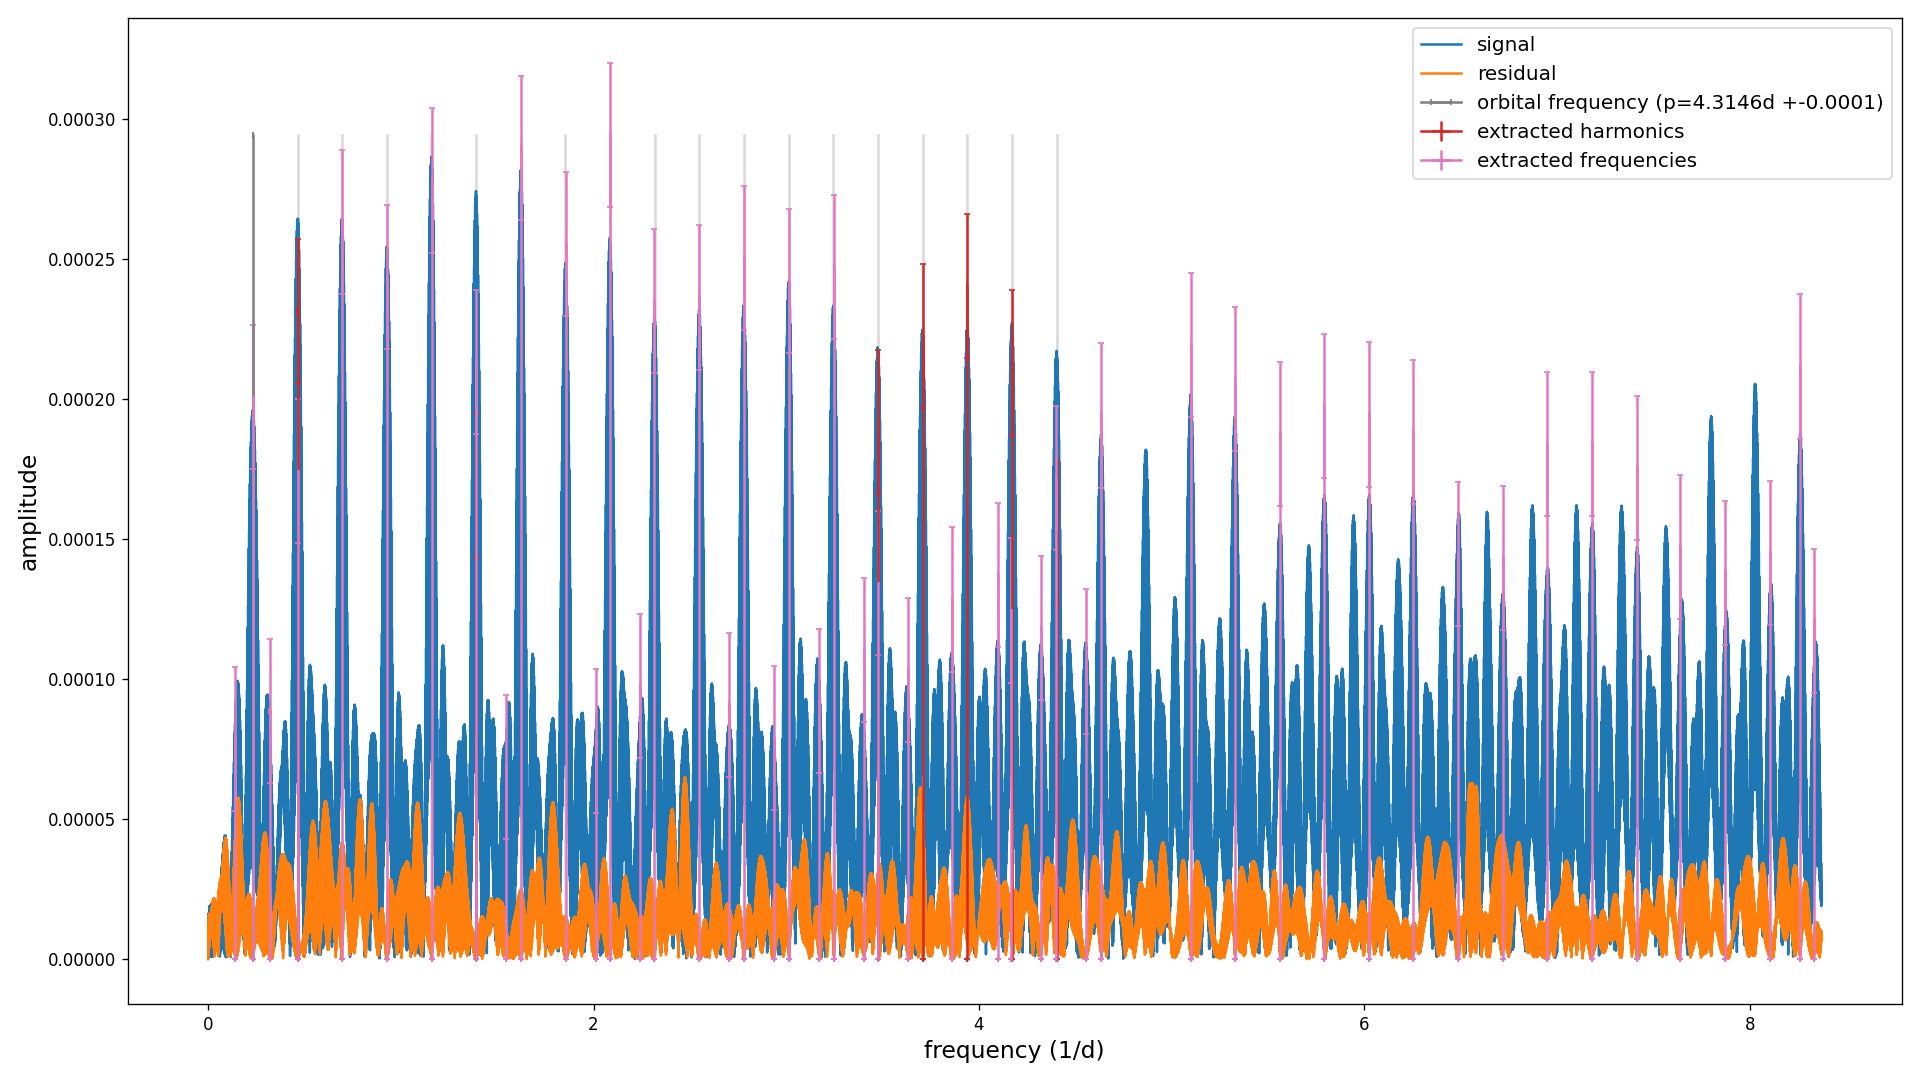 signal
residual
orbital frequency (p=4.3146d +-0.0001)
extracted harmonics
extracted frequencies
amplitude
0.00030
0.00025
0.00020
0.00015
0.00010
0.00005
0.00000
0
2
4
6
8
frequency (1/d)